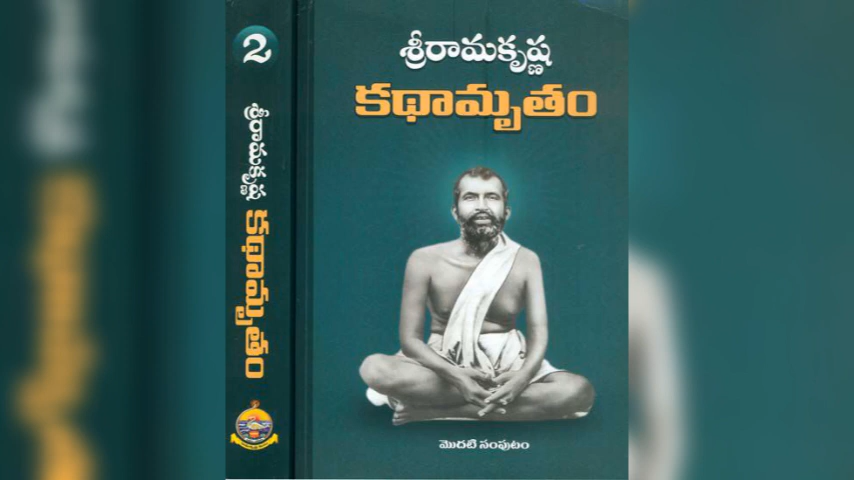 2
శ్రీరామకృష్ణ కథామృతం
శ్రీరామకృష్ణ
కథామృతం
మొదటి సంపుటం